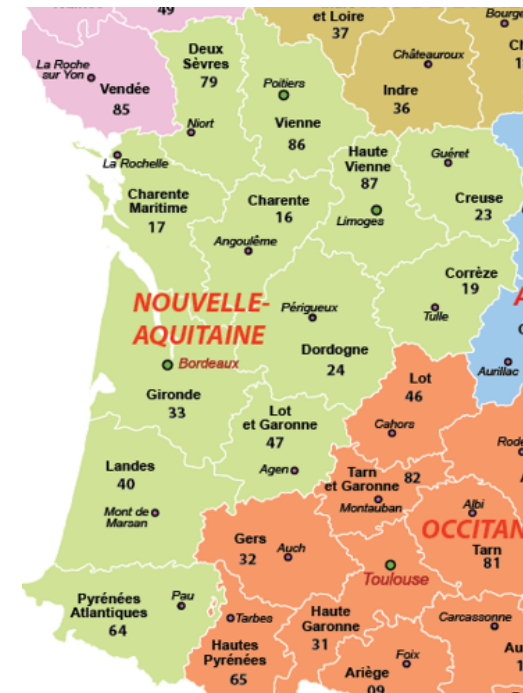 49
et Loire
37
Bourge
Deux
Sèvres
79
La Roche
sur Yon
Vendée
85
Poitiers
Châteauroux
Indre
36
Niort
Vienne
86
La Rochelle
Haute
Vienne
87
Guéret
Creuse
23
Charente
Maritime
17
Charente
16
Limoges
Angoulême
Corrèze
19
NOUVELLE-
AQUITAINE
Périgueux
Tulle
Dordogne
24
Bordeaux
Gironde
33
Aurillac
Lot
46
Lot
et Garonne
47
Cahors
Agen
Landes
40
Mont de
Marsan
Tarn
et Garonne
82
Montauban
Rode
Albi
OCCITAN
Tarn
81
Gers
32
Auch
Toulouse
Pyrénées
Atlantiques
64
Pau
Tarbes
Hautes
Pyrénées
65
Haute
Garonne
31
Carcassonne
Foix
Ariège
09
Au